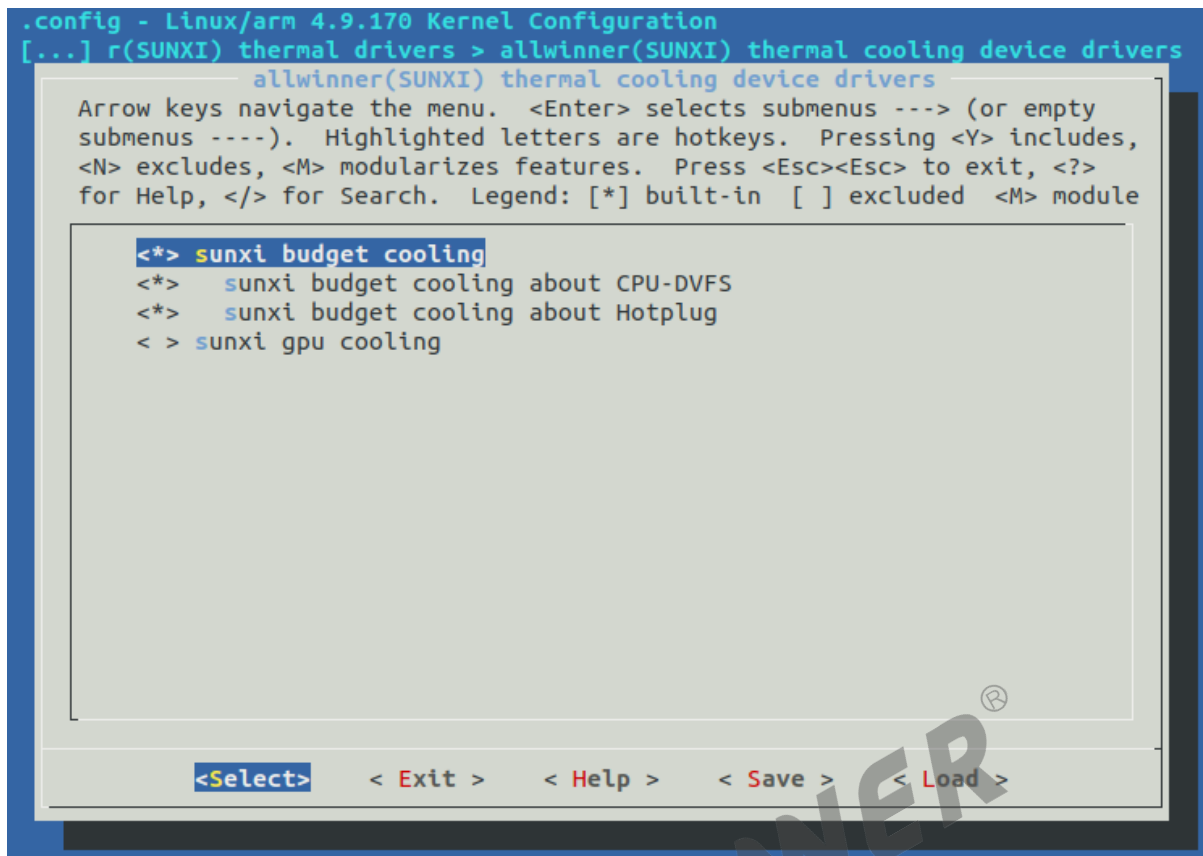 .config - Linux/arm 4.9.170 Kernel Configuration
[...] r(SUNXI) thermal drivers > allwinner(SUNXI) thermal cooling device drivers
allwinner(SUNXI) thermal cooling device drivers
Arrow keys navigate the menu.  <Enter> selects submenus ---> (or empty
submenus ----).  Highlighted letters are hotkeys.  Pressing <Y> includes,
<N> excludes, <M> modularizes features.  Press <Esc><Esc> to exit, <?>
for Help, </> for Search.  Legend: [*] built-in  [ ] excluded  <M> module
<*> sunxi budget cooling
<*>   sunxi budget cooling about CPU-DVFS
<*>   sunxi budget cooling about Hotplug
< > sunxi gpu cooling
<Select>    < Exit >    < Help >    < Save >    < Load >